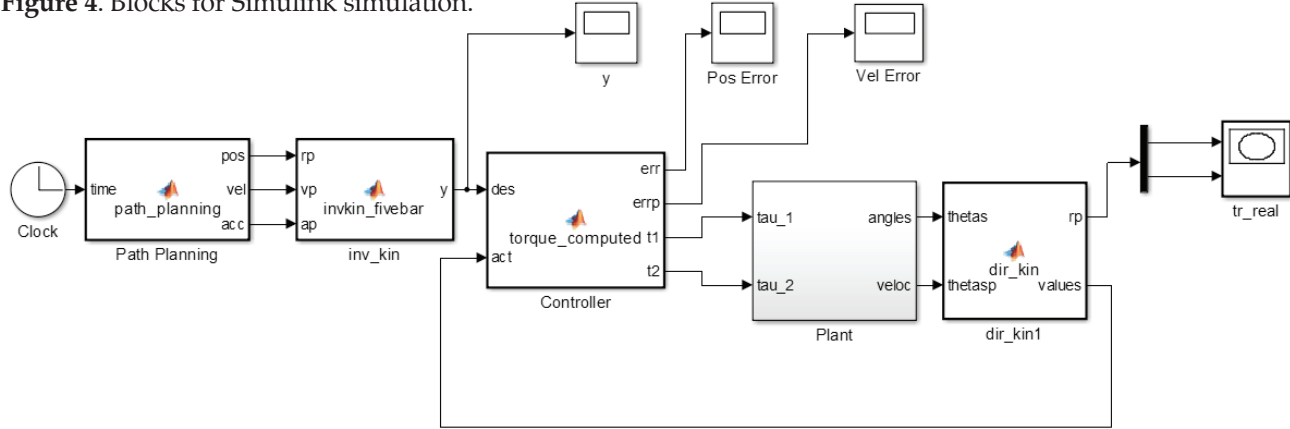 Figure 4. Blocks for Simulink simulation.
y
Pos Error
Vel Error
tr_real
Clock
time
path_planning
pos
vel
acc
Path Planning
rp
vp
ap
invkin_fivebar
y
inv_kin
des
act
torque_computed
err
errp
t1
t2
Controller
tau_1
tau_2
angles
veloc
Plant
thetas
thetasp
dir_kin
rp
values
dir_kin1